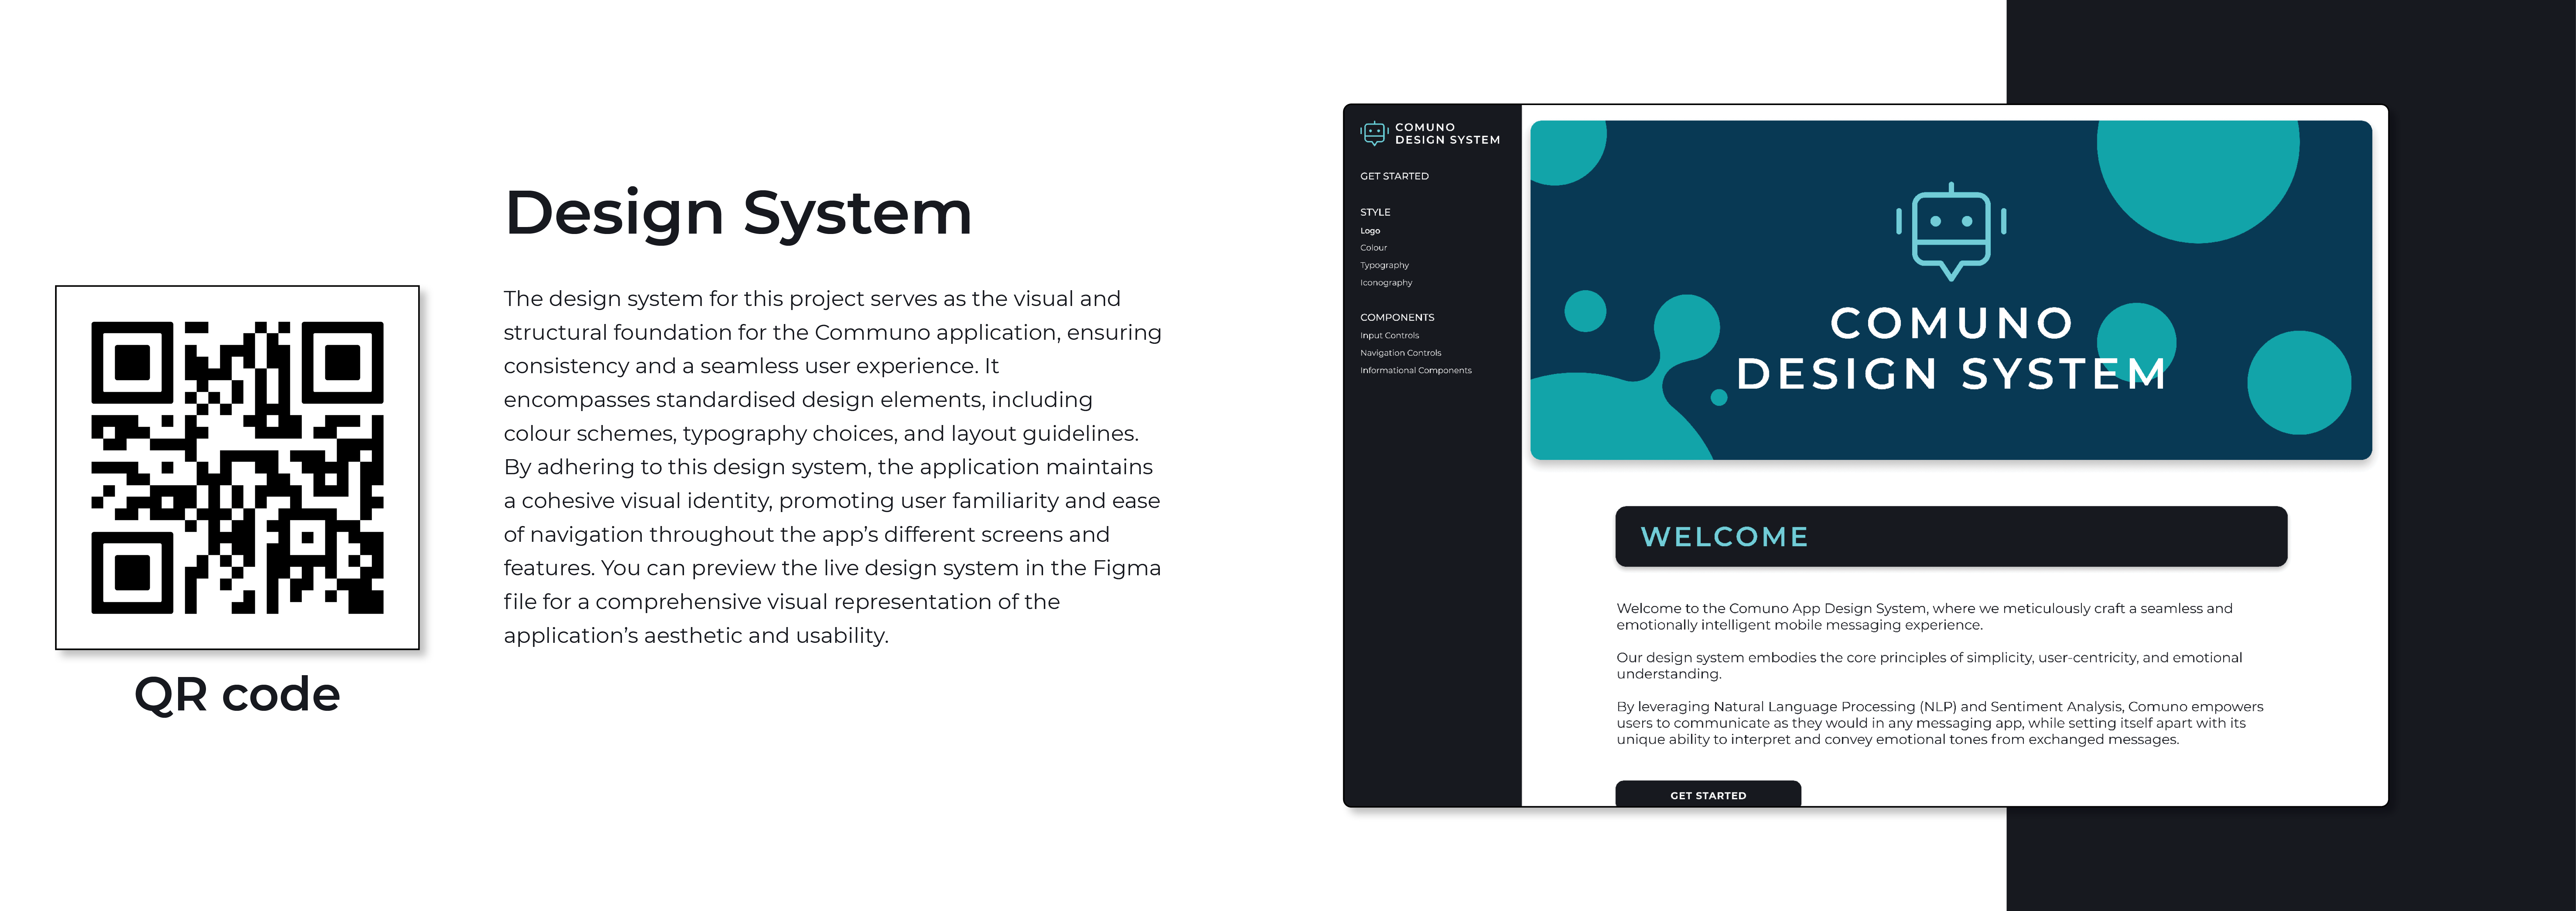 Design System
The design system for this project serves as the visual and
structural foundation for the Communo application, ensuring
consistency and a seamless user experience. It
encompasses standardised design elements, including
colour schemes, typography choices, and layout guidelines.
By adhering to this design system, the application maintains
a cohesive visual identity, promoting user familiarity and ease
of navigation throughout the app’s different screens and
features. You can preview the live design system in the Figma
file for a comprehensive visual representation of the
application’s aesthetic and usability.
QR code
COMUNO
DESIGN SYSTEM
GET STARTED
STYLE
Logo
Colour
Typography
Iconography
COMPONENTS
Input Controls
Navigation Controls
Informational Components
COMUNO
DESIGN SYSTEM
WELCOME
Welcome to the Comuno App Design System, where we meticulously craft a seamless and
emotionally intelligent mobile messaging experience.
Our design system embodies the core principles of simplicity, user-centricity, and emotional
understanding.
By leveraging Natural Language Processing (NLP) and Sentiment Analysis, Comuno empowers
users to communicate as they would in any messaging app, while setting itself apart with its
unique ability to interpret and convey emotional tones from exchanged messages.
GET STARTED